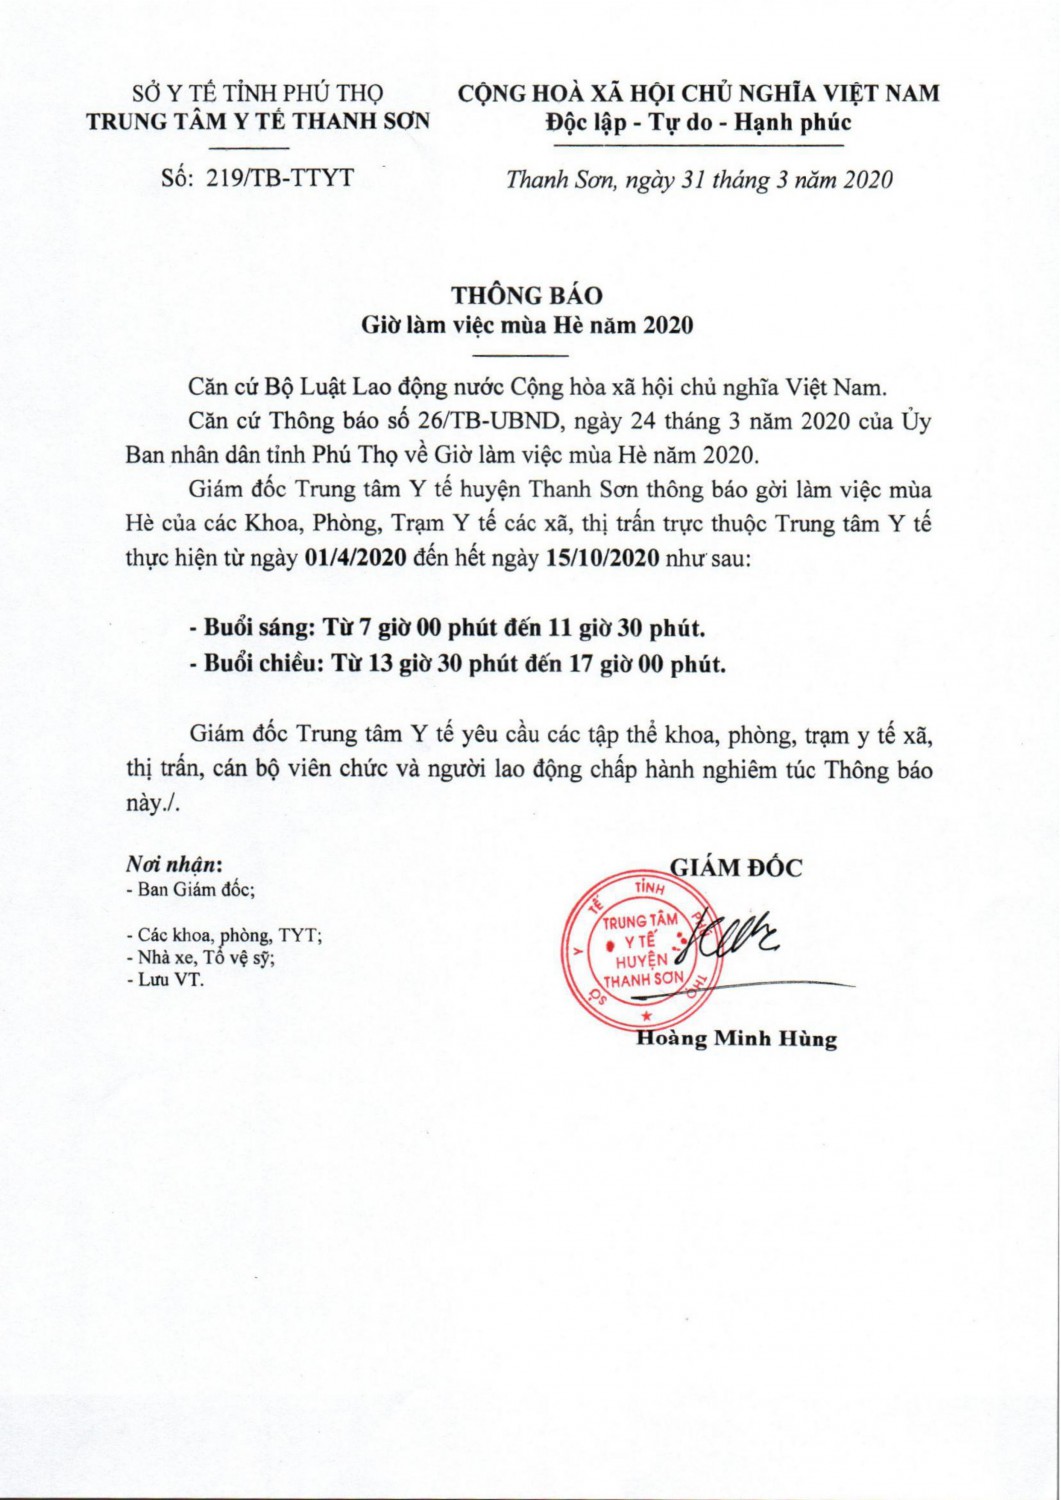 SỞ Y TẾ TỈNH PHÚ THỌ
TRUNG TÂM Y TẾ THANH SƠN
Số: 219/TB-TTYT
CỘNG HOÀ XÃ HỘI CHỦ NGHĨA VIỆT NAM
Độc lập - Tự do - Hạnh phúc
Thanh Sơn, ngày 31 tháng 3 năm 2020
THÔNG BÁO
Giờ làm việc mùa Hè năm 2020
Căn cứ Bộ Luật Lao động nước Cộng hòa xã hội chủ nghĩa Việt Nam.
Căn cứ Thông báo số 26/TB-UBND, ngày 24 tháng 3 năm 2020 của Ủy
Ban nhân dân tỉnh Phú Thọ về Giờ làm việc mùa Hè năm 2020.
Giám đốc Trung tâm Y tế huyện Thanh Sơn thông báo gời làm việc mùa
Hè của các Khoa, Phòng, Trạm Y tế các xã, thị trấn trực thuộc Trung tâm Y tế
thực hiện từ ngày 01/4/2020 đến hết ngày 15/10/2020 như sau:
- Buổi sáng: Từ 7 giờ 00 phút đến 11 giờ 30 phút.
- Buổi chiều: Từ 13 giờ 30 phút đến 17 giờ 00 phút.
Giám đốc Trung tâm Y tế yêu cầu các tập thể khoa, phòng, trạm y tế xã,
thị trấn, cán bộ viên chức và người lao động chấp hành nghiêm túc Thông báo
này./.
Nơi nhận:
- Ban Giám đốc;
- Các khoa, phòng, TYT;
- Nhà xe, Tổ vệ sỹ;
- Lưu VT.
GIÁM ĐỐC
SỞ Y TẾ TỈNH PHÚ THỌ
TRUNG TÂM
Y TẾ
HUYỆN
THANH SƠN
Hoàng Minh Hùng